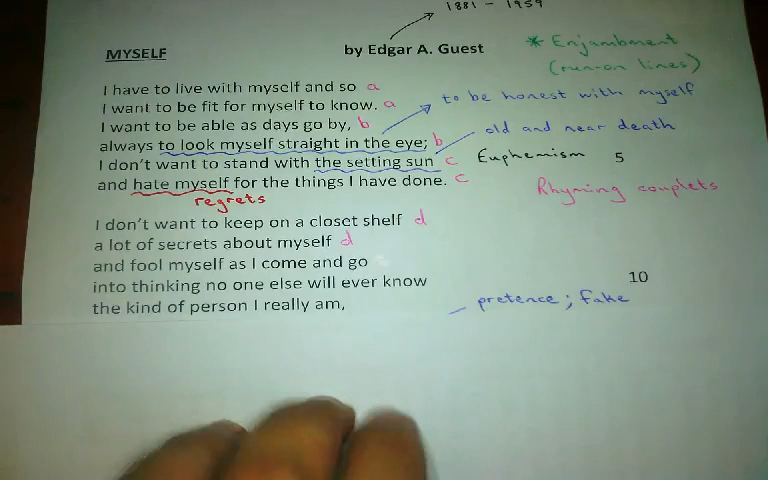 1881 - 1959
MYSELF by Edgar A. Guest * Enjambment
(run-on lines)
I have to live with myself and so a
I want to be fit for myself to know. a to be honest with myself
I want to be able as days go by, b
old and near death
always to look myself straight in the eye; b
I don't want to stand with the setting sun c Euphemism 5
and hate myself for the things I have done. c Rhyming couplets
regrets
I don't want to keep on a closet shelf d
a lot of secrets about myself d
and fool myself as I come and go
into thinking no one else will ever know 10
the kind of person I really am, – pretence; fake